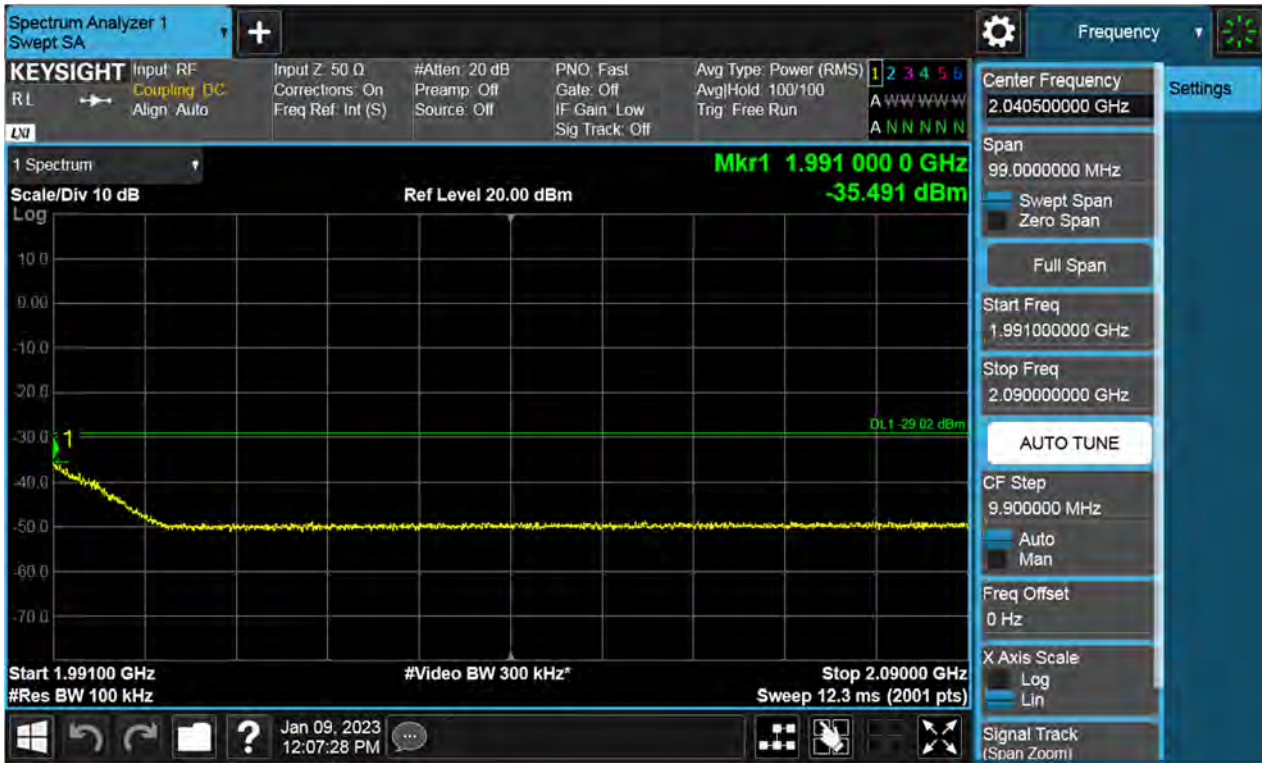 Spectrum Analyzer 1
Swept SA
+
Frequency
KEYSIGHT
RL
LXI
Input: RF
Coupling: DC
Align: Auto
Input Z: 50 Ω
Corrections: On
Freq Ref: Int (S)
#Atten: 20 dB
Preamp: Off
Source: Off
PNO: Fast
Gate: Off
IF Gain: Low
Sig Track: Off
Avg Type: Power (RMS)
Avg|Hold: 100/100
Trig: Free Run
1 2 3 4 5 6
A W W W W W
A N N N N N
1 Spectrum
Mkr1 1.991 000 0 GHz
Scale/Div 10 dB
Ref Level 20.00 dBm
-35.491 dBm
Log
10.0
0.00
-10.0
-20.0
-30.0
-40.0
-50.0
-60.0
-70.0
1
DL1 -29.02 dBm
Start 1.99100 GHz
#Video BW 300 kHz*
Stop 2.09000 GHz
#Res BW 100 kHz
Sweep 12.3 ms (2001 pts)
?
Jan 09, 2023
12:07:28 PM
Center Frequency
2.040500000 GHz
Settings
Span
99.0000000 MHz
Swept Span
Zero Span
Full Span
Start Freq
1.991000000 GHz
Stop Freq
2.090000000 GHz
AUTO TUNE
CF Step
9.900000 MHz
Auto
Man
Freq Offset
0 Hz
X Axis Scale
Log
Lin
Signal Track
(Span Zoom)